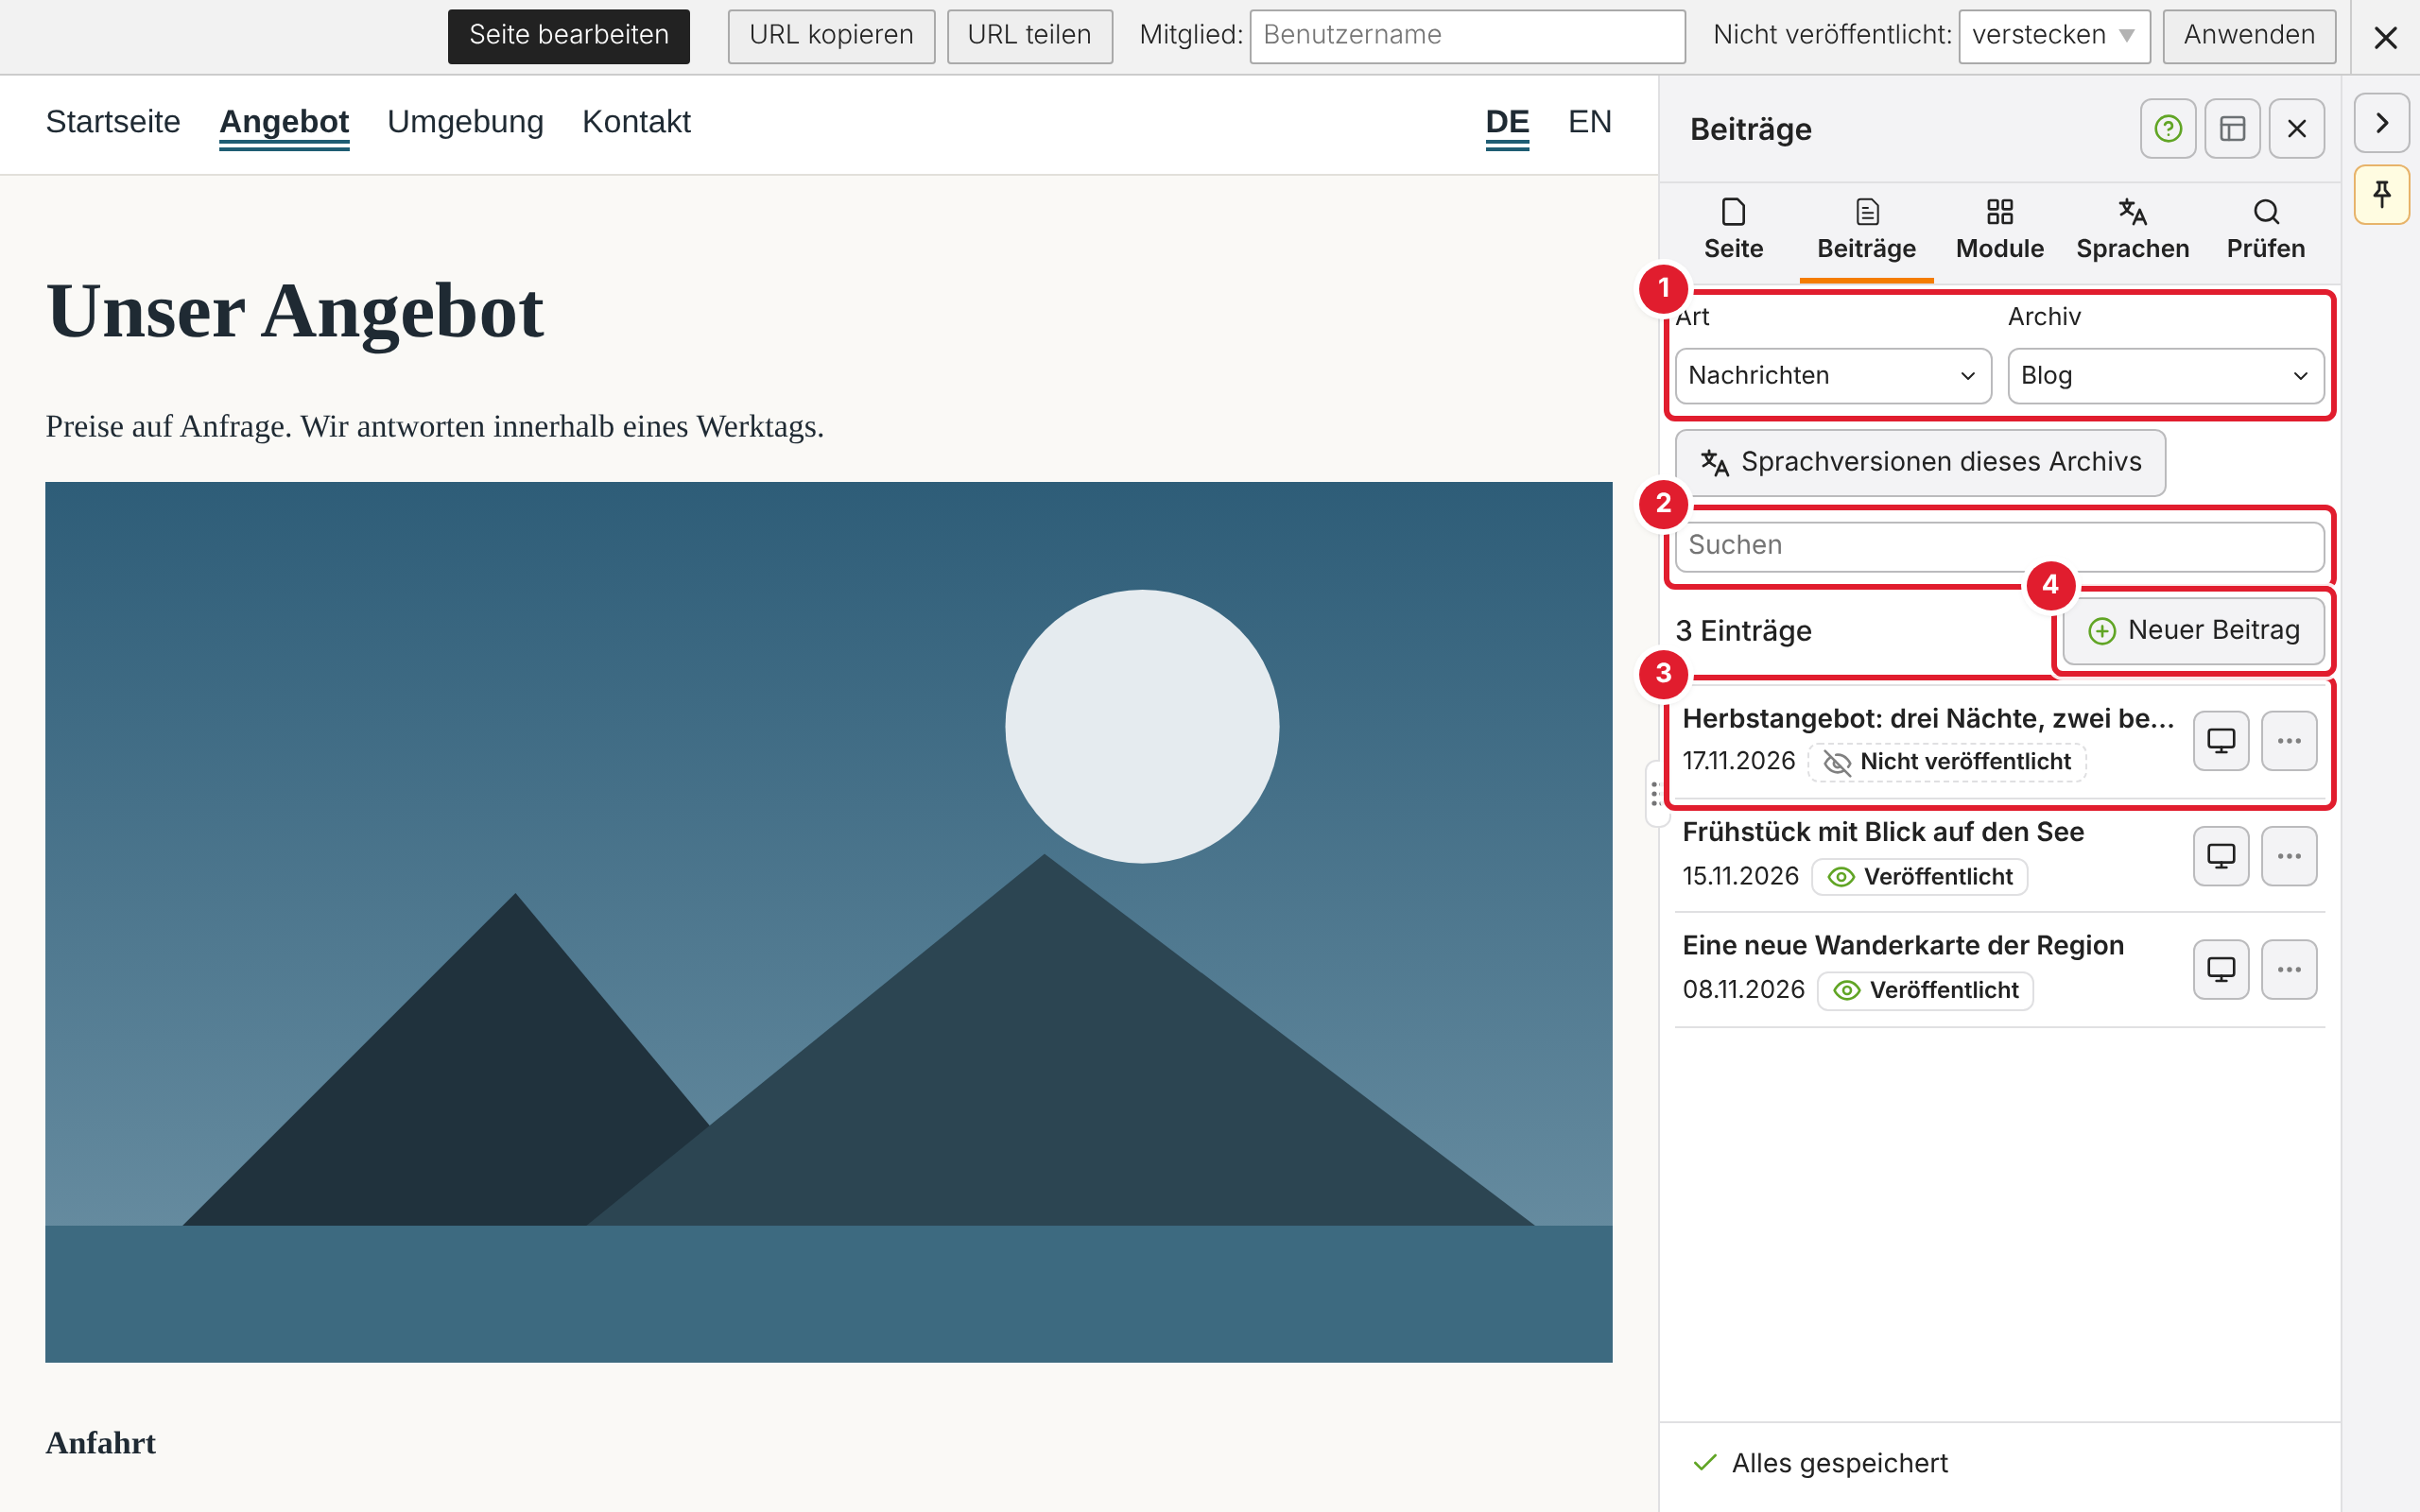 Seite bearbeiten
URL kopieren
URL teilen
Mitglied:
Benutzername
Nicht veröffentlicht:
verstecken
Anwenden
Startseite
Angebot
Umgebung
Kontakt
DE
EN
Unser Angebot
Preise auf Anfrage. Wir antworten innerhalb eines Werktags.
Anfahrt
Beiträge
Seite
Beiträge
Module
Sprachen
Prüfen
1
Art
Archiv
Nachrichten
Blog
Sprachversionen dieses Archivs
2
Suchen
4
3 Einträge
Neuer Beitrag
3
Herbstangebot: drei Nächte, zwei be...
17.11.2026
Nicht veröffentlicht
Frühstück mit Blick auf den See
15.11.2026
Veröffentlicht
Eine neue Wanderkarte der Region
08.11.2026
Veröffentlicht
Alles gespeichert